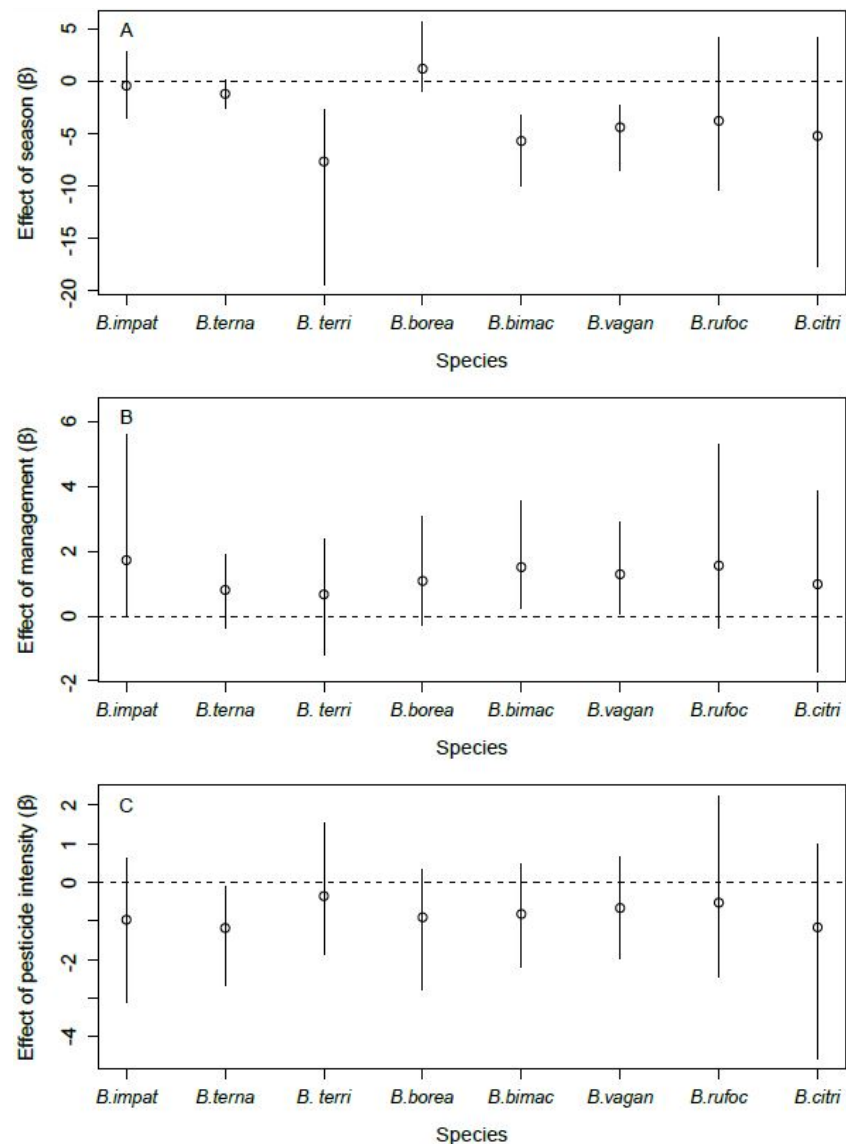 A
Effect of season (β)
5
0
-5
-10
-15
-20
B.impat B.terna B. terri B.borea B.bimac B.vagan B.rufoc B.citri
Species
B
Effect of management (β)
6
4
2
0
-2
B.impat B.terna B. terri B.borea B.bimac B.vagan B.rufoc B.citri
Species
C
Effect of pesticide intensity (β)
2
1
0
-2
-4
B.impat B.terna B. terri B.borea B.bimac B.vagan B.rufoc B.citri
Species